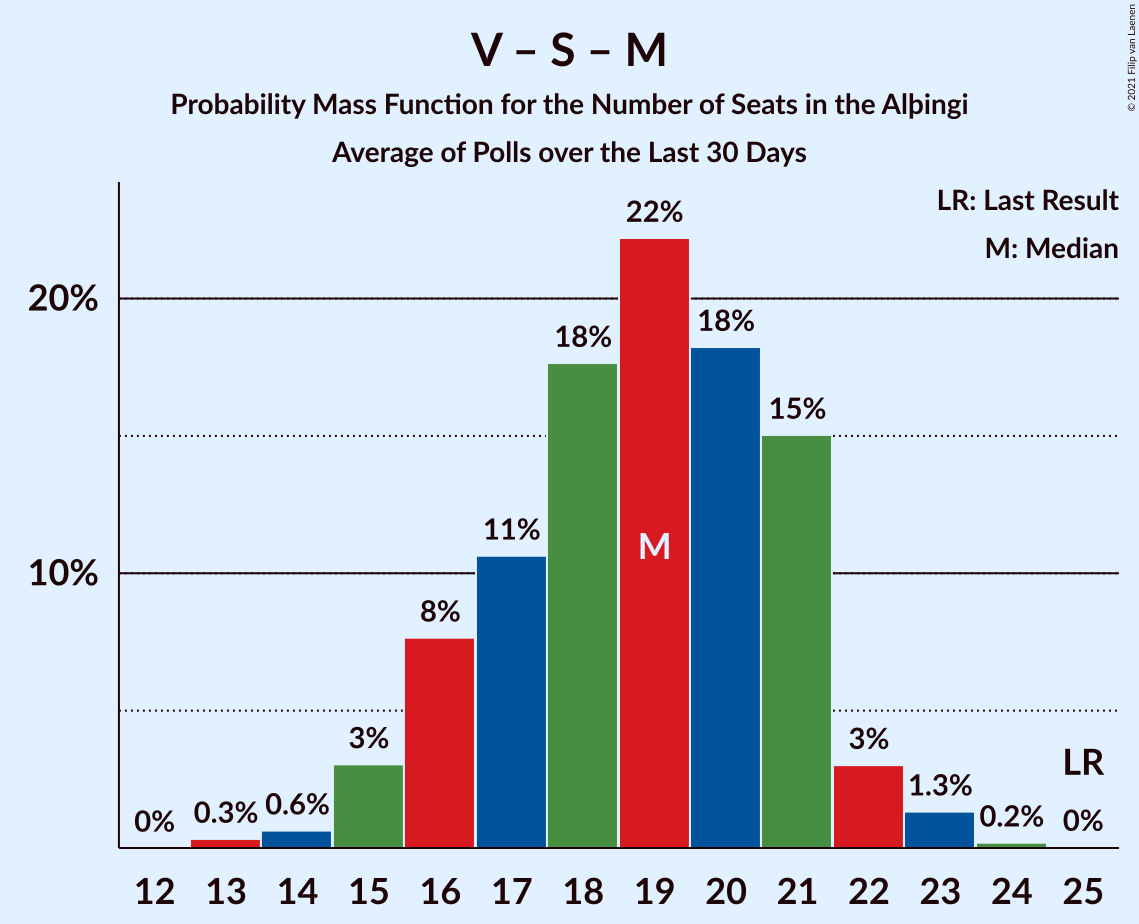 V – S – M
Probability Mass Function for the Number of Seats in the Alþingi
Average of Polls over the Last 30 Days
© 2021 Filip van Laenen
LR: Last Result
M: Median
20%
10%
0%
0.3%
0.6%
3%
8%
11%
18%
22%
18%
15%
3%
1.3%
0.2%
0%
M
LR
12 13 14 15 16 17 18 19 20 21 22 23 24 25